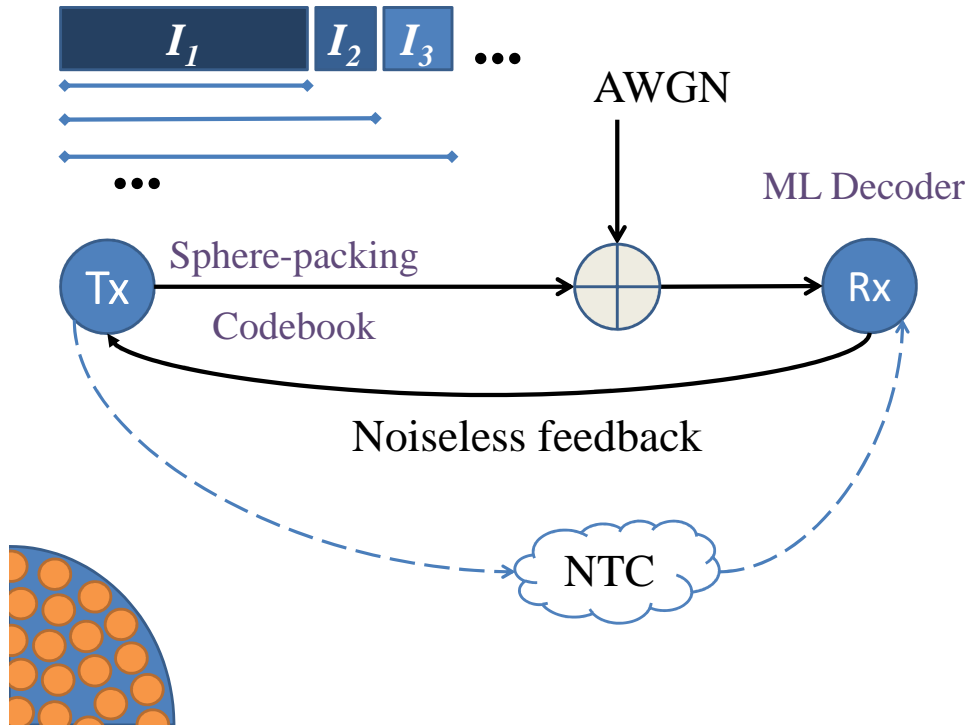 I1 I2 I3 •••
•••
AWGN
ML Decoder
Sphere-packing
Tx
Rx
Codebook
Noiseless feedback
NTC